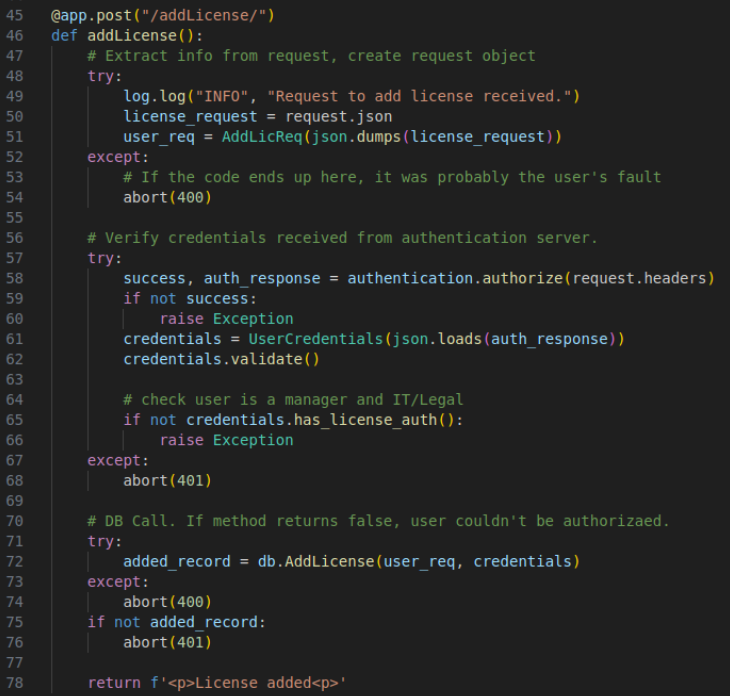 45 @app.post("/addLicense/")
46 def addLicense():
47     # Extract info from request, create request object
48     try:
49         log.log("INFO", "Request to add license received.")
50         license_request = request.json
51         user_req = AddLicReq(json.dumps(license_request))
52     except:
53         # If the code ends up here, it was probably the user's fault
54         abort(400)
55
56     # Verify credentials received from authentication server.
57     try:
58         success, auth_response = authentication.authorize(request.headers)
59         if not success:
60             raise Exception
61         credentials = UserCredentials(json.loads(auth_response))
62         credentials.validate()
63
64         # check user is a manager and IT/Legal
65         if not credentials.has_license_auth():
66             raise Exception
67     except:
68         abort(401)
69
70     # DB Call. If method returns false, user couldn't be authorizaed.
71     try:
72         added_record = db.AddLicense(user_req, credentials)
73     except:
74         abort(400)
75     if not added_record:
76         abort(401)
77
78     return f'<p>License added<p>'